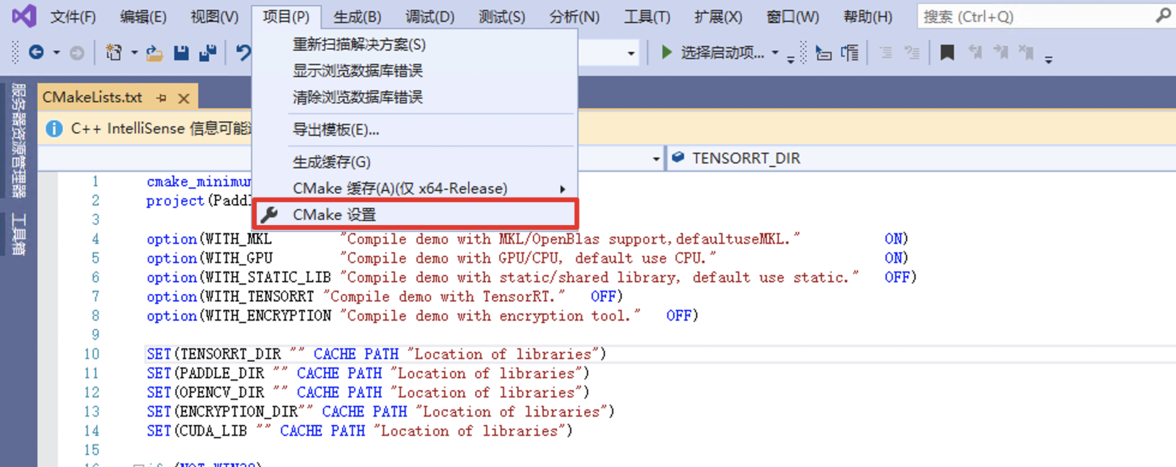 文件(F) 编辑(E) 视图(V) 项目(P) 生成(B) 调试(D) 测试(S) 分析(N) 工具(T) 扩展(X) 窗口(W) 帮助(H) 搜索 (Ctrl+Q)
重新扫描解决方案(S)
选择启动项...
显示浏览数据库错误
清除浏览数据库错误
导出模板(E)...
生成缓存(G)
CMake 缓存(A)(仅 x64-Release)
CMake 设置
服务器资源管理器
工具箱
CMakeLists.txt
C++ IntelliSense 信息可能
TENSORRT_DIR
1 cmake_minimum
2 project(Padd
3
4 option(WITH_MKL "Compile demo with MKL/OpenBlas support,defaultuseMKL." ON)
5 option(WITH_GPU "Compile demo with GPU/CPU, default use CPU." ON)
6 option(WITH_STATIC_LIB "Compile demo with static/shared library, default use static." OFF)
7 option(WITH_TENSORRT "Compile demo with TensorRT." OFF)
8 option(WITH_ENCRYPTION "Compile demo with encryption tool." OFF)
9
10 SET(TENSORRT_DIR "" CACHE PATH "Location of libraries")
11 SET(PADDLE_DIR "" CACHE PATH "Location of libraries")
12 SET(OPENCV_DIR "" CACHE PATH "Location of libraries")
13 SET(ENCRYPTION_DIR"" CACHE PATH "Location of libraries")
14 SET(CUDA_LIB "" CACHE PATH "Location of libraries")
15